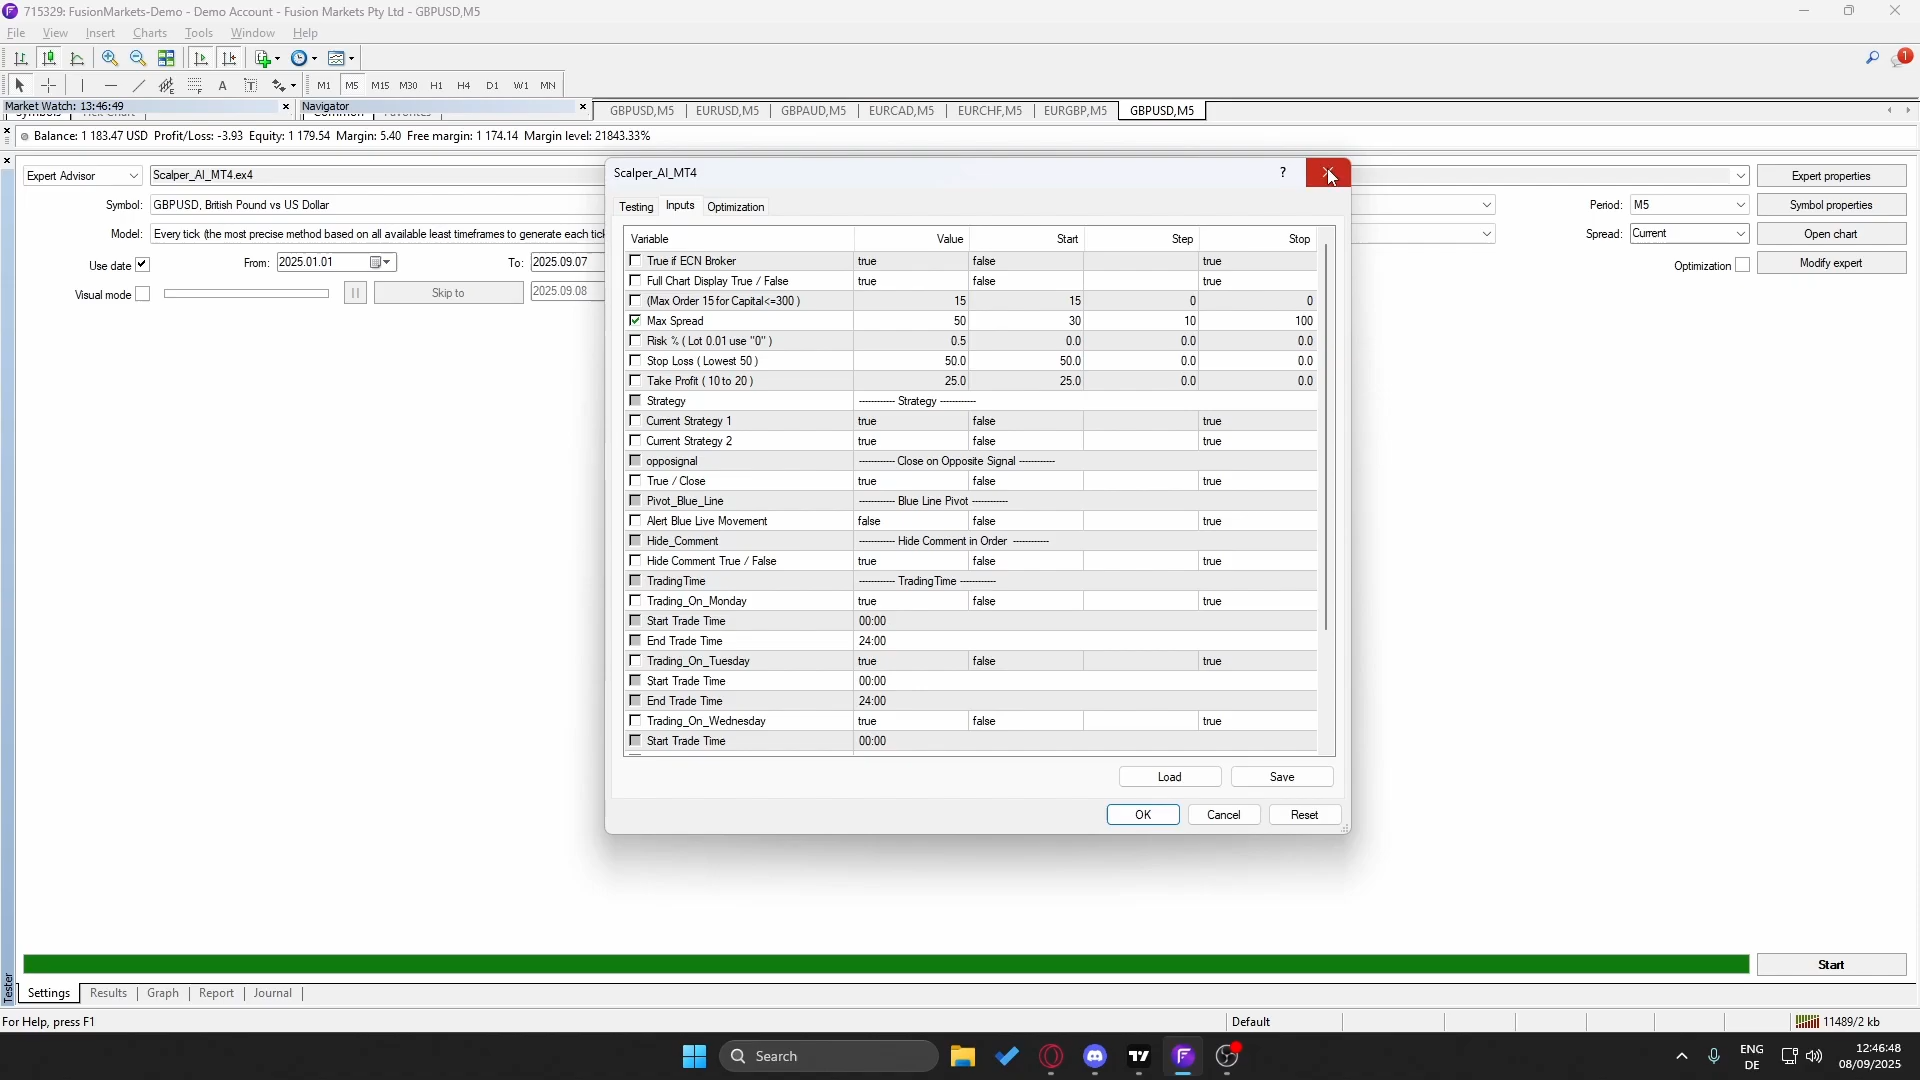 715329: FusionMarkets-Demo - Demo Account - Fusion Markets Pty Ltd - GBPUSD,M5
File View Insert Charts Tools Window Help
1
A T M1 M5 M15 M30 H1 H4 D1 W1 MN
Market Watch: 13:46:49 Navigator GBPUSD,M5 EURUSD,M5 GBPAUD,M5 EURCAD,M5 EURCHF,M5 EURGBP,M5 GBPUSD,M5
Symbols Tick Chart Common Favorites
Balance: 1 183.47 USD Profit/Loss: -3.93 Equity: 1 179.54 Margin: 5.40 Free margin: 1 174.14 Margin level: 21843.33%
Expert Advisor Scalper_AI_MT4.ex4 Expert properties
Symbol: GBPUSD, British Pound vs US Dollar Period: M5 Symbol properties
Model: Every tick (the most precise method based on all available least timeframes to generate each tick Spread: Current Open chart
Use date From: 2025.01.01 To: 2025.09.07 Optimization Modify expert
Visual mode Skip to 2025.09.08
Scalper_AI_MT4 ?
Testing Inputs Optimization
Variable Value Start Step Stop
True if ECN Broker true false true
Full Chart Display True / False true false true
(Max Order 15 for Capital<=300 ) 15 15 0 0
Max Spread 50 30 10 100
Risk % ( Lot 0.01 use "0" ) 0.5 0.0 0.0 0.0
Stop Loss ( Lowest 50 ) 50.0 50.0 0.0 0.0
Take Profit ( 10 to 20 ) 25.0 25.0 0.0 0.0
Strategy ------------ Strategy ------------
Current Strategy 1 true false true
Current Strategy 2 true false true
opposignal ------------ Close on Opposite Signal ------------
True / Close true false true
Pivot_Blue_Line ------------ Blue Line Pivot ------------
Alert Blue Live Movement false false true
Hide_Comment ------------ Hide Comment in Order ------------
Hide Comment True / False true false true
TradingTime ------------ TradingTime ------------
Trading_On_Monday true false true
Start Trade Time 00:00
End Trade Time 24:00
Trading_On_Tuesday true false true
Start Trade Time 00:00
End Trade Time 24:00
Trading_On_Wednesday true false true
Start Trade Time 00:00
Load Save
OK Cancel Reset
Start
Tester
Settings Results Graph Report Journal
For Help, press F1 Default 11489/2 kb
Search ENG DE 12:46:48 08/09/2025